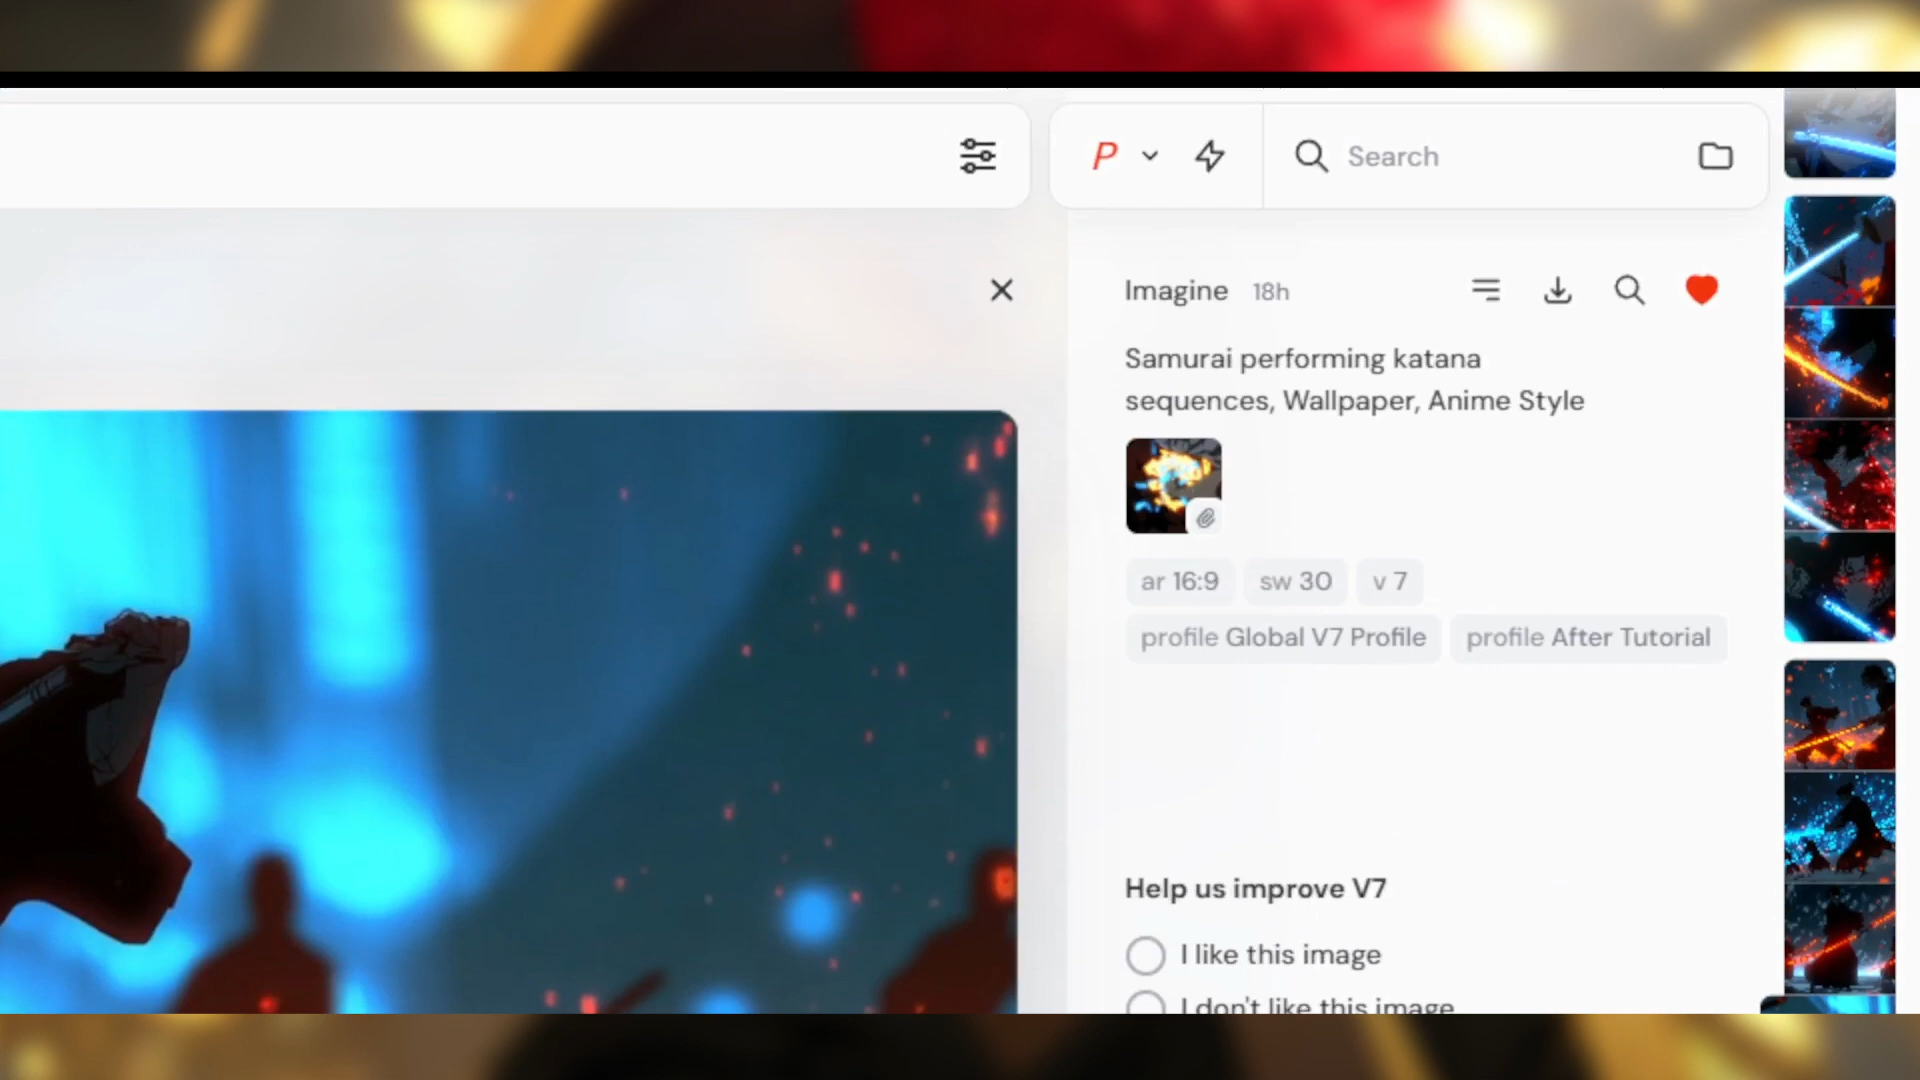 P
Search
Imagine 18h
Samurai performing katana
sequences, Wallpaper, Anime Style
ar 16:9 sw 30 v 7
profile Global V7 Profile profile After Tutorial
Help us improve V7
I like this image
I don't like this image